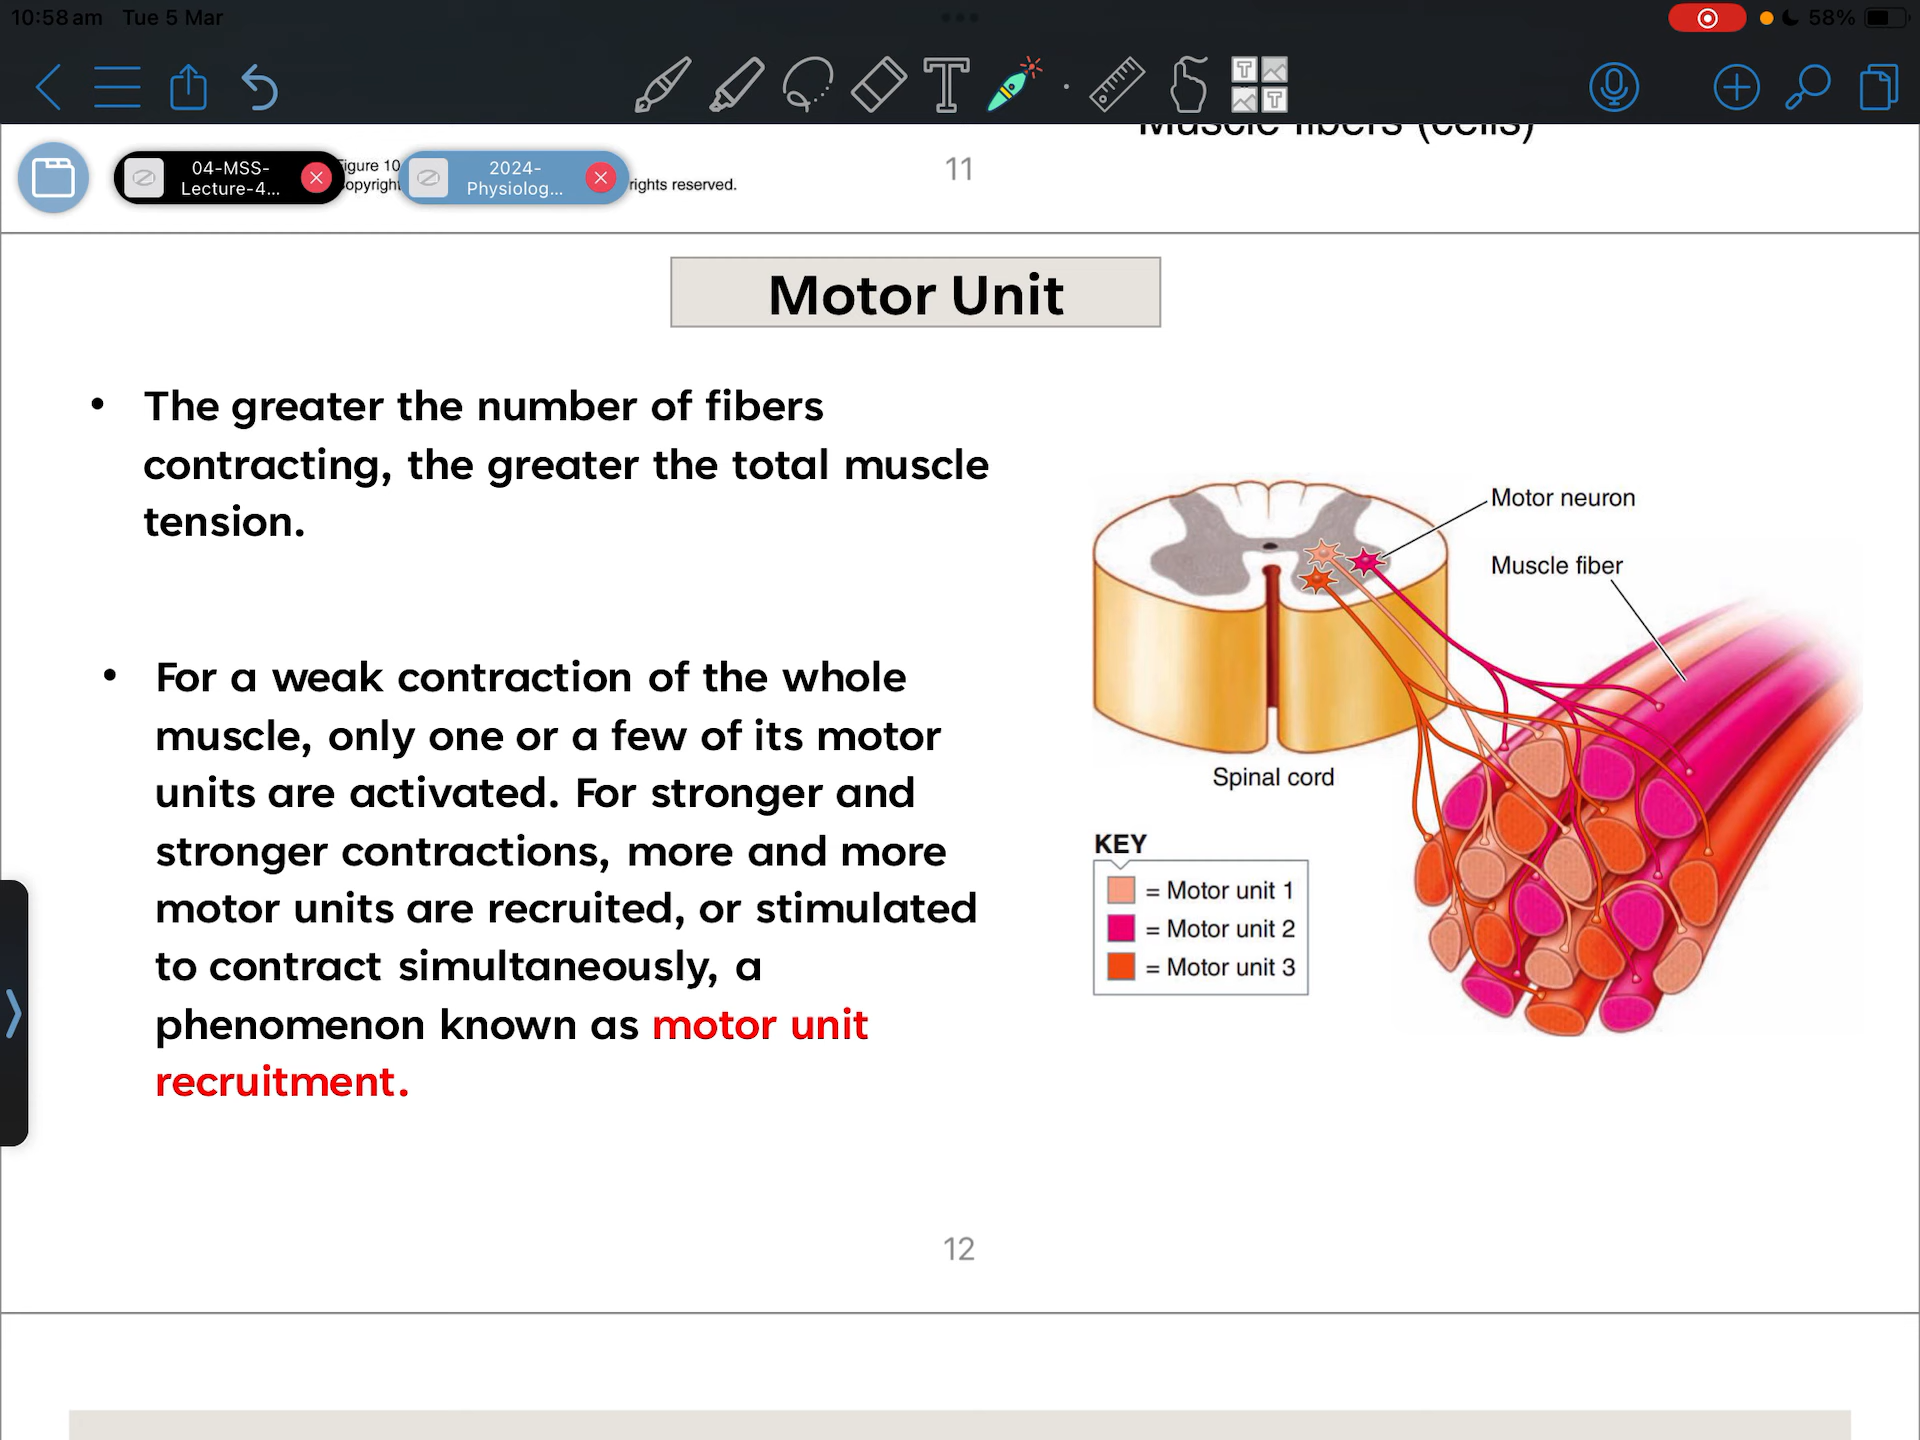 10:58 am Tue 5 Mar
58%
Muscle fibers (cells)
04-MSS-
Lecture-4...
Figure 10
opyright
2024-
Physiolog...
rights reserved.
11
Motor Unit
• The greater the number of fibers
contracting, the greater the total muscle
tension.
• For a weak contraction of the whole
muscle, only one or a few of its motor
units are activated. For stronger and
stronger contractions, more and more
motor units are recruited, or stimulated
to contract simultaneously, a
phenomenon known as motor unit
recruitment.
Motor neuron
Muscle fiber
Spinal cord
KEY
= Motor unit 1
= Motor unit 2
= Motor unit 3
12